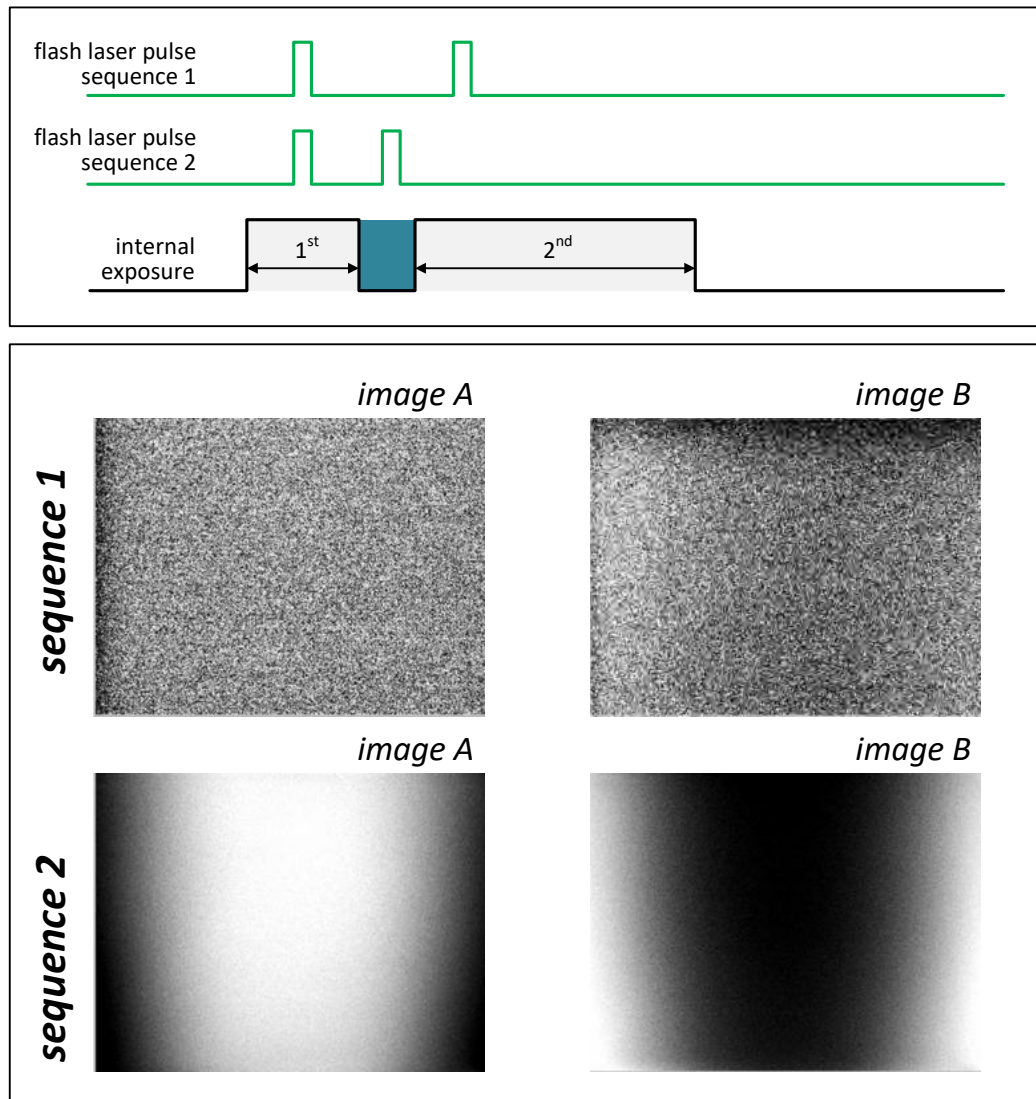 flash laser pulse
sequence 1
flash laser pulse
sequence 2
internal
exposure
1st
2nd
image A
image B
sequence 1
image A
image B
sequence 2